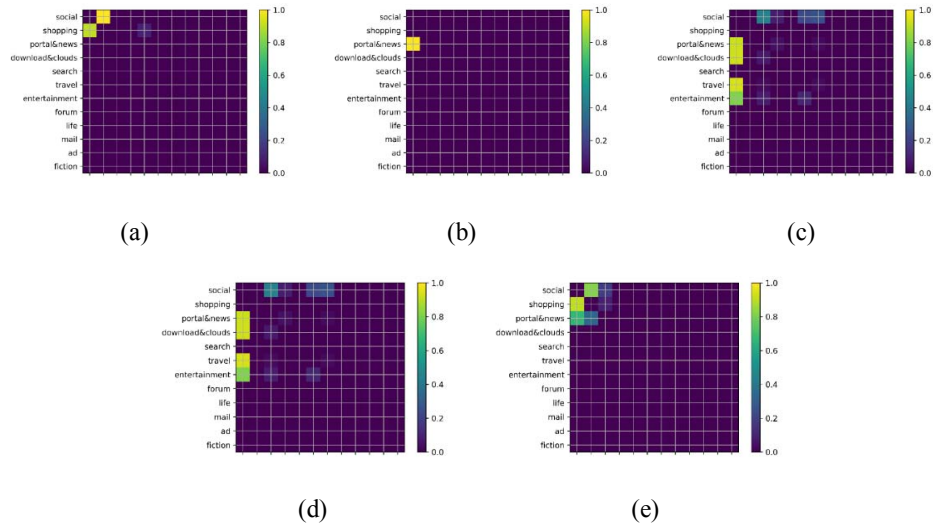 social
shopping
portal&news
download&clouds
search
travel
entertainment
forum
life
mail
ad
fiction
1.0
0.8
0.6
0.4
0.2
0.0
(a)
social
shopping
portal&news
download&clouds
search
travel
entertainment
forum
life
mail
ad
fiction
1.0
0.8
0.6
0.4
0.2
0.0
(b)
social
shopping
portal&news
download&clouds
search
travel
entertainment
forum
life
mail
ad
fiction
1.0
0.8
0.6
0.4
0.2
0.0
(c)
social
shopping
portal&news
download&clouds
search
travel
entertainment
forum
life
mail
ad
fiction
1.0
0.8
0.6
0.4
0.2
0.0
(d)
social
shopping
portal&news
download&clouds
search
travel
entertainment
forum
life
mail
ad
fiction
1.0
0.8
0.6
0.4
0.2
0.0
(e)